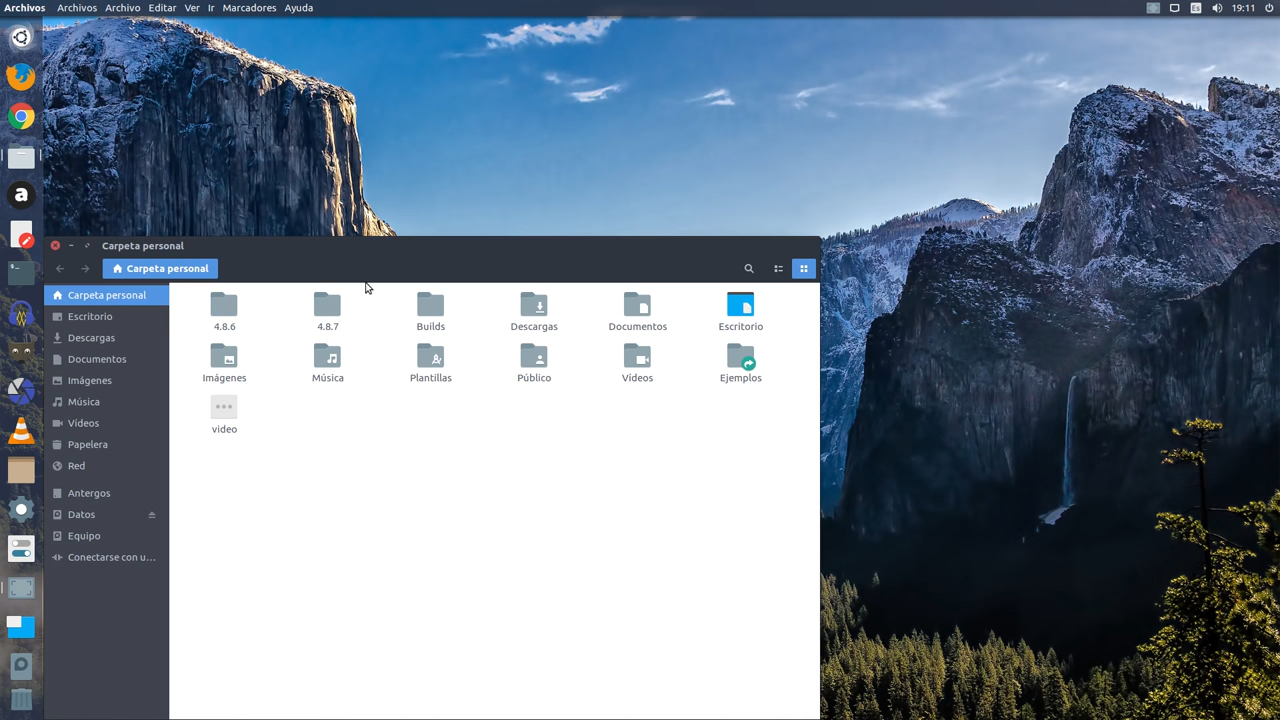 Archivos Archivos Archivo Editar Ver Ir Marcadores Ayuda Es 19:11
Carpeta personal
Carpeta personal
Carpeta personal
Escritorio
Descargas
Documentos
Imágenes
Música
Vídeos
Papelera
Red
Antergos
Datos
Equipo
Conectarse con u...
4.8.6 4.8.7 Builds Descargas Documentos Escritorio
Imágenes Música Plantillas Público Vídeos Ejemplos
video
a